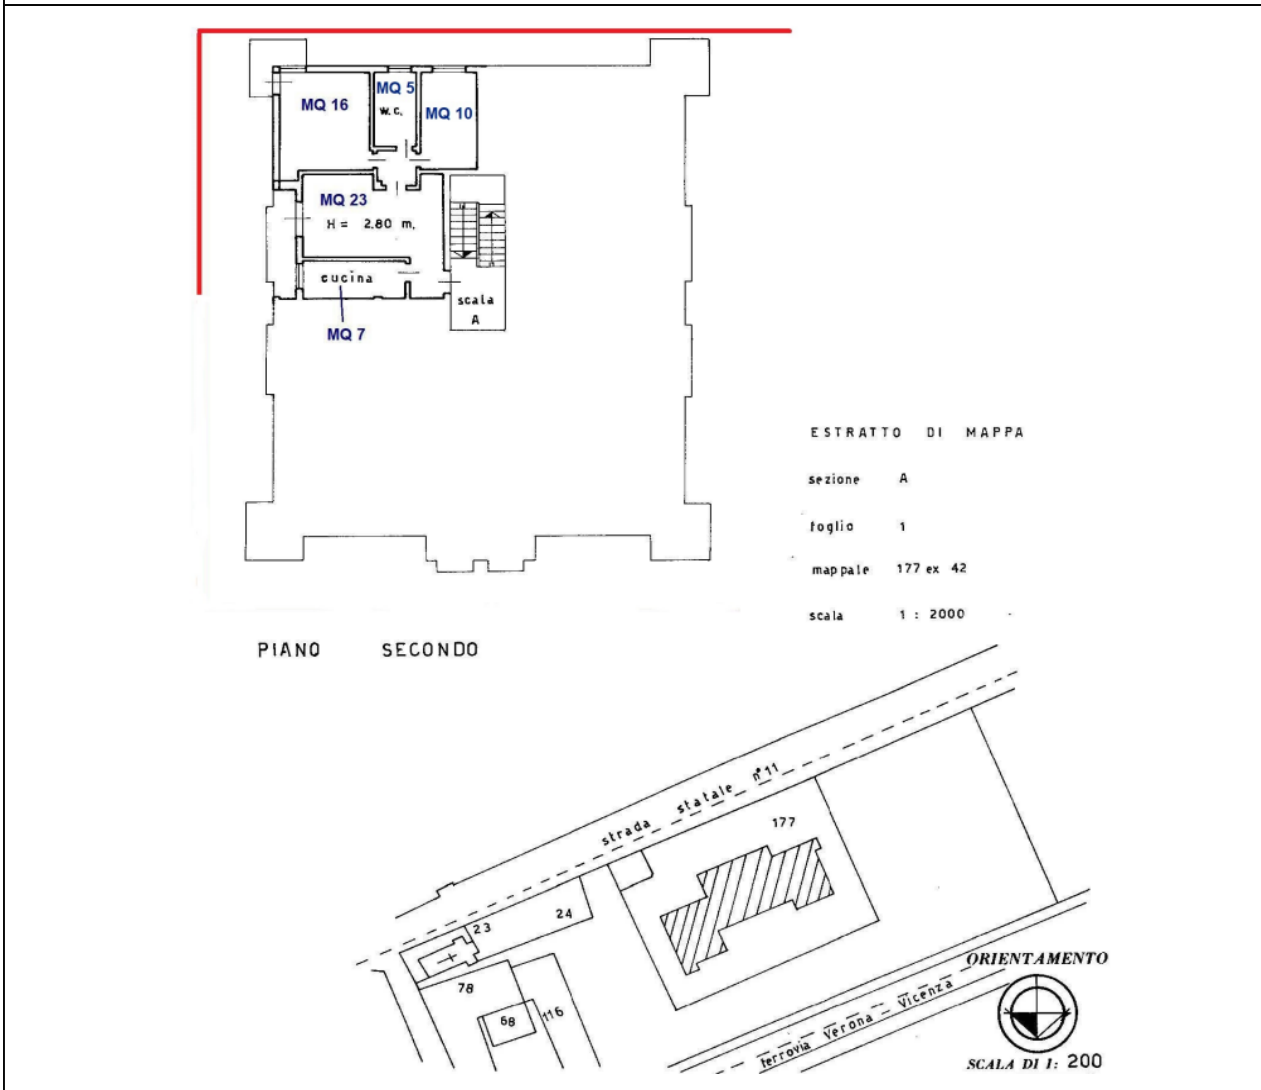 MQ 16
MQ 5
W.C.
MQ 10
MQ 23
H = 2.80 m.
cucina
MQ 7
scala
A
ESTRATTO DI MAPPA
sezione A
foglio 1
mappale 177 ex 42
scala 1 : 2000
PIANO SECONDO
strada statale n°11
177
24
23
78
68
116
ferrovia Verona - Vicenza
ORIENTAMENTO
SCALA DI 1: 200